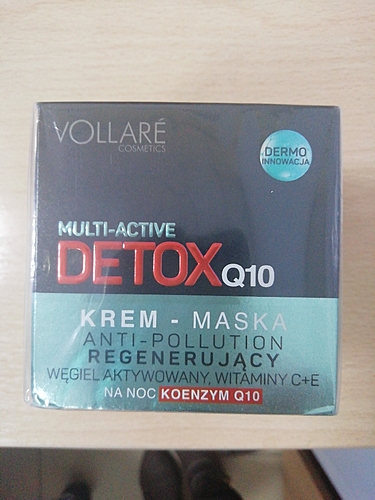 VOLLARÉ
COSMETICS
DERMO
INNOWACJA
MULTI-ACTIVE
DETOX Q10
KREM - MASKA
ANTI-POLLUTION
REGENERUJĄCY
WĘGIEL AKTYWOWANY, WITAMINY C+E
NA NOC KOENZYM Q10